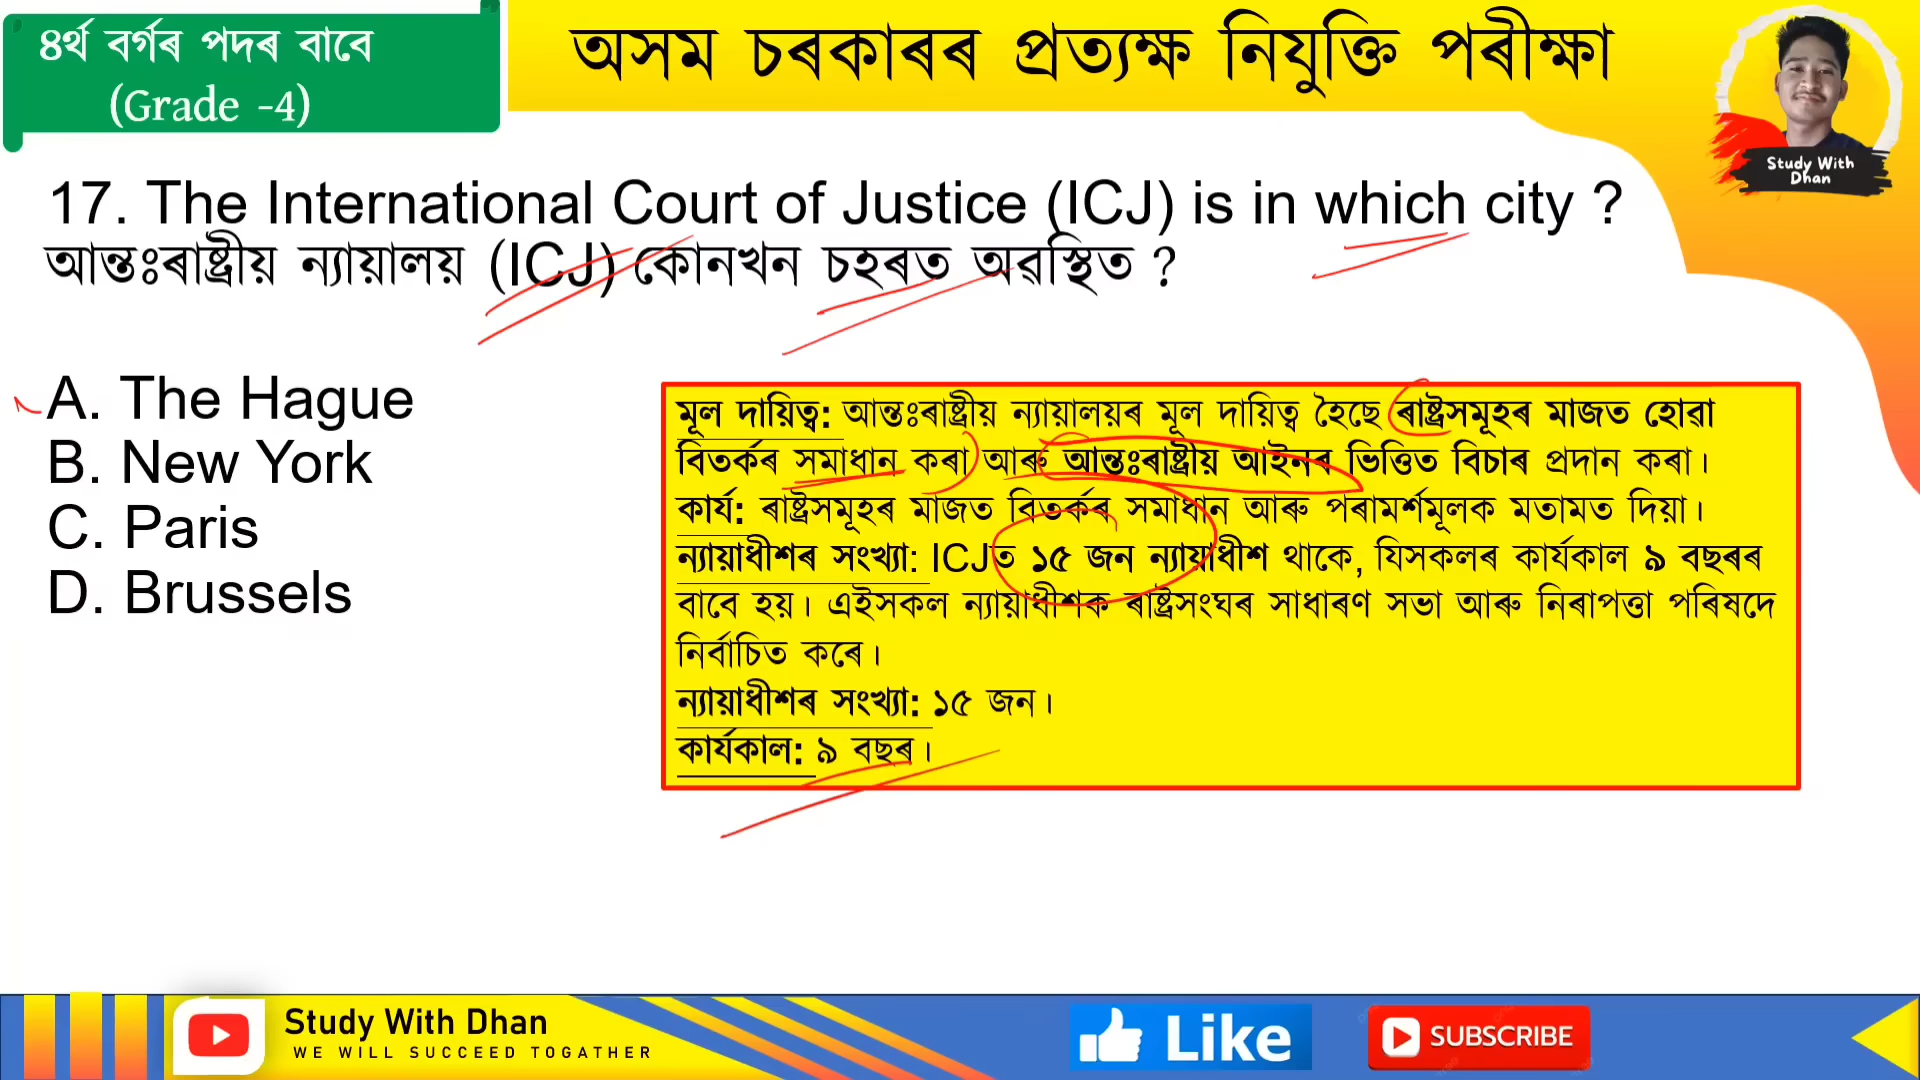 ৪ৰ্থ বৰ্গৰ পদৰ বাবে
(Grade -4)
অসম চৰকাৰৰ প্ৰত্যক্ষ নিযুক্তি পৰীক্ষা
Study With
Dhan
17. The International Court of Justice (ICJ) is in which city ?
আন্তঃৰাষ্ট্ৰীয় ন্যায়ালয় (ICJ) কোনখন চহৰত অৱস্থিত ?
A. The Hague
B. New York
C. Paris
D. Brussels
মূল দায়িত্ব: আন্তঃৰাষ্ট্ৰীয় ন্যায়ালয়ৰ মূল দায়িত্ব হৈছে ৰাষ্ট্ৰসমূহৰ মাজত হোৱা
বিতৰ্কৰ সমাধান কৰা আৰু আন্তঃৰাষ্ট্ৰীয় আইনৰ ভিত্তিত বিচাৰ প্ৰদান কৰা।
কাৰ্য: ৰাষ্ট্ৰসমূহৰ মাজত বিতৰ্কৰ সমাধান আৰু পৰামৰ্শমূলক মতামত দিয়া।
ন্যায়াধীশৰ সংখ্যা: ICJত ১৫ জন ন্যায়াধীশ থাকে, যিসকলৰ কাৰ্যকাল ৯ বছৰৰ
বাবে হয়। এইসকল ন্যায়াধীশক ৰাষ্ট্ৰসংঘৰ সাধাৰণ সভা আৰু নিৰাপত্তা পৰিষদে
নিৰ্বাচিত কৰে।
ন্যায়াধীশৰ সংখ্যা: ১৫ জন।
কাৰ্যকাল: ৯ বছৰ।
Study With Dhan
WE WILL SUCCEED TOGATHER
Like
SUBSCRIBE